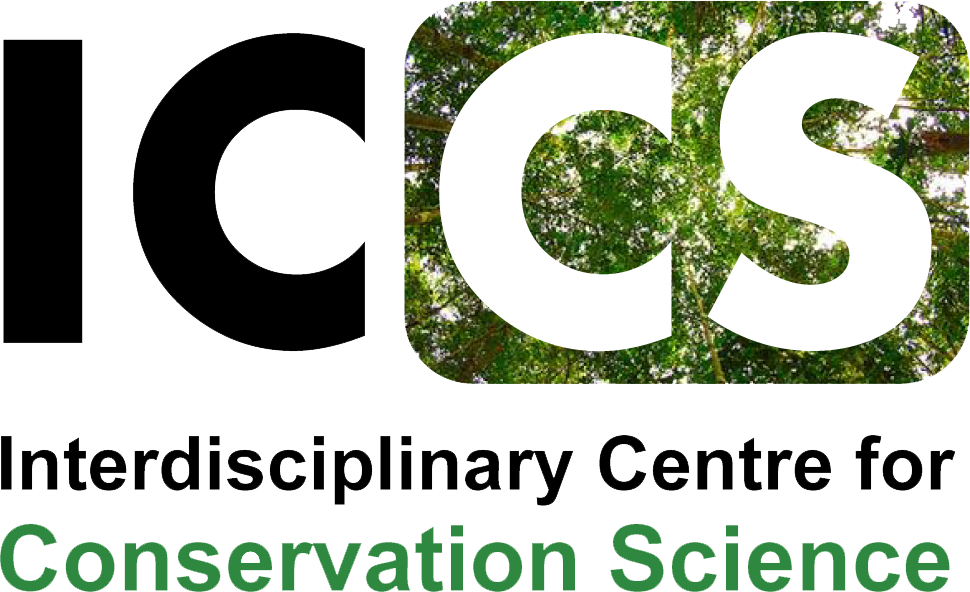 ICCS
Interdisciplinary Centre for
Conservation Science